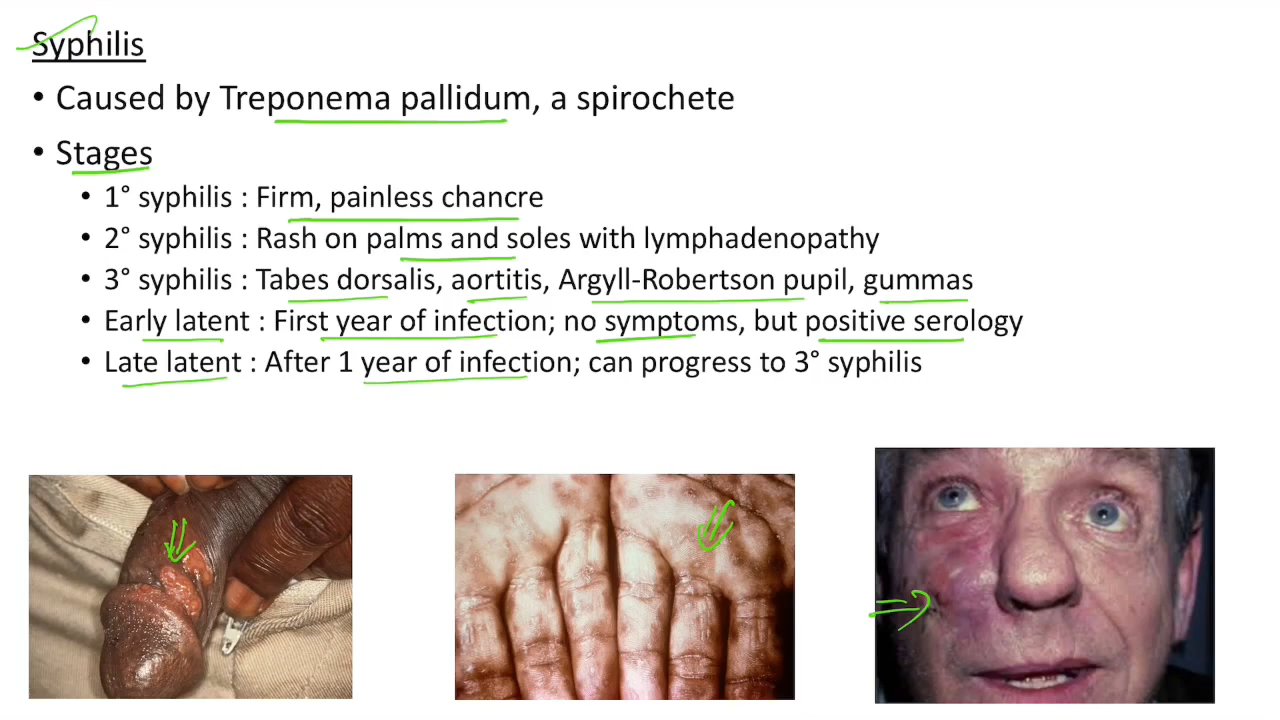 Syphilis
• Caused by Treponema pallidum, a spirochete
• Stages
• 1° syphilis : Firm, painless chancre
• 2° syphilis : Rash on palms and soles with lymphadenopathy
• 3° syphilis : Tabes dorsalis, aortitis, Argyll-Robertson pupil, gummas
• Early latent : First year of infection; no symptoms, but positive serology
• Late latent : After 1 year of infection; can progress to 3° syphilis